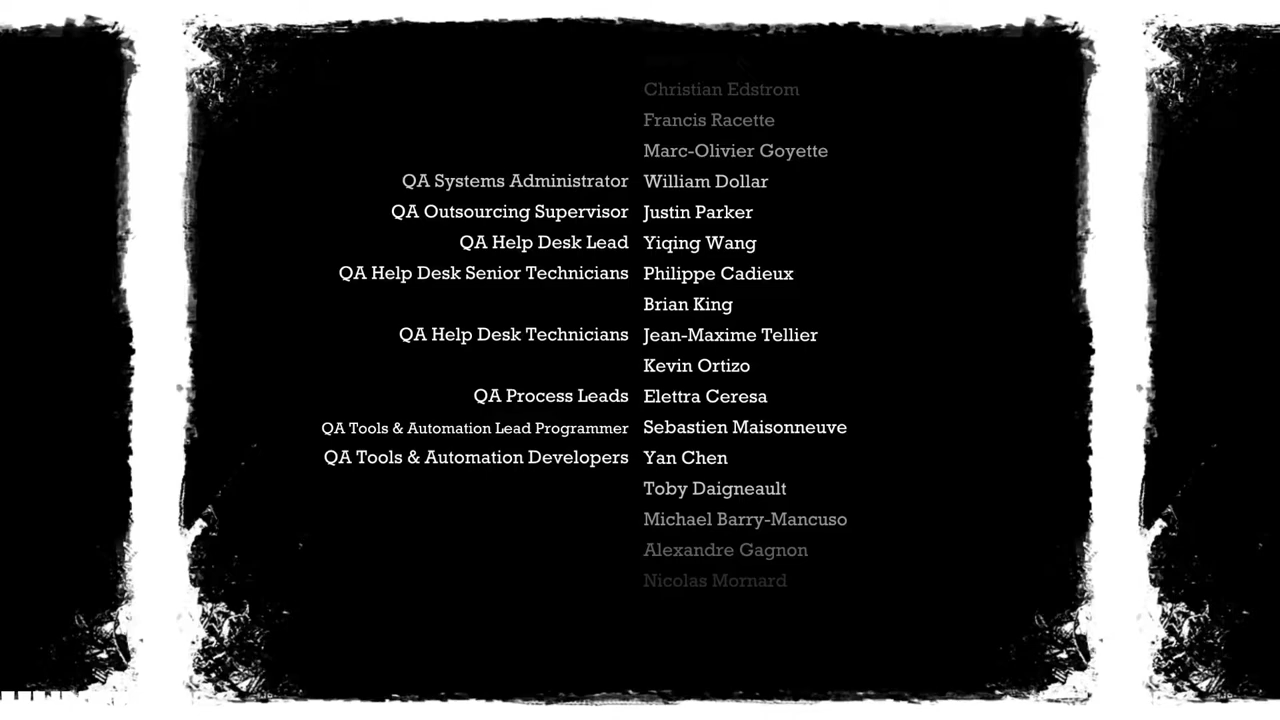 Christian Edstrom
Francis Racette
Marc-Olivier Goyette
QA Systems Administrator William Dollar
QA Outsourcing Supervisor Justin Parker
QA Help Desk Lead Yiqing Wang
QA Help Desk Senior Technicians Philippe Cadieux
Brian King
QA Help Desk Technicians Jean-Maxime Tellier
Kevin Ortizo
QA Process Leads Elettra Ceresa
QA Tools & Automation Lead Programmer Sebastien Maisonneuve
QA Tools & Automation Developers Yan Chen
Toby Daigneault
Michael Barry-Mancuso
Alexandre Gagnon
Nicolas Mornard